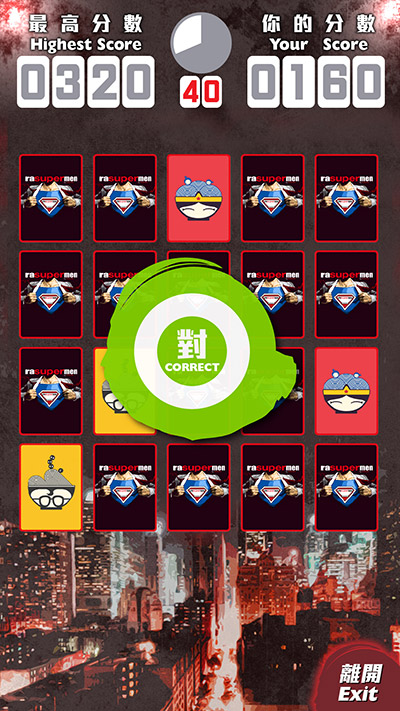 最高分數
Highest Score
0320
40
你的分數
Your Score
0160
rasupermen
rasupermen
rasupermen
rasupermen
rasupermen
rasupermen
rasupermen
rasupermen
rasupermen
對
CORRECT
rasupermen
rasupermen
rasupermen
rasupermen
rasupermen
離開
Exit